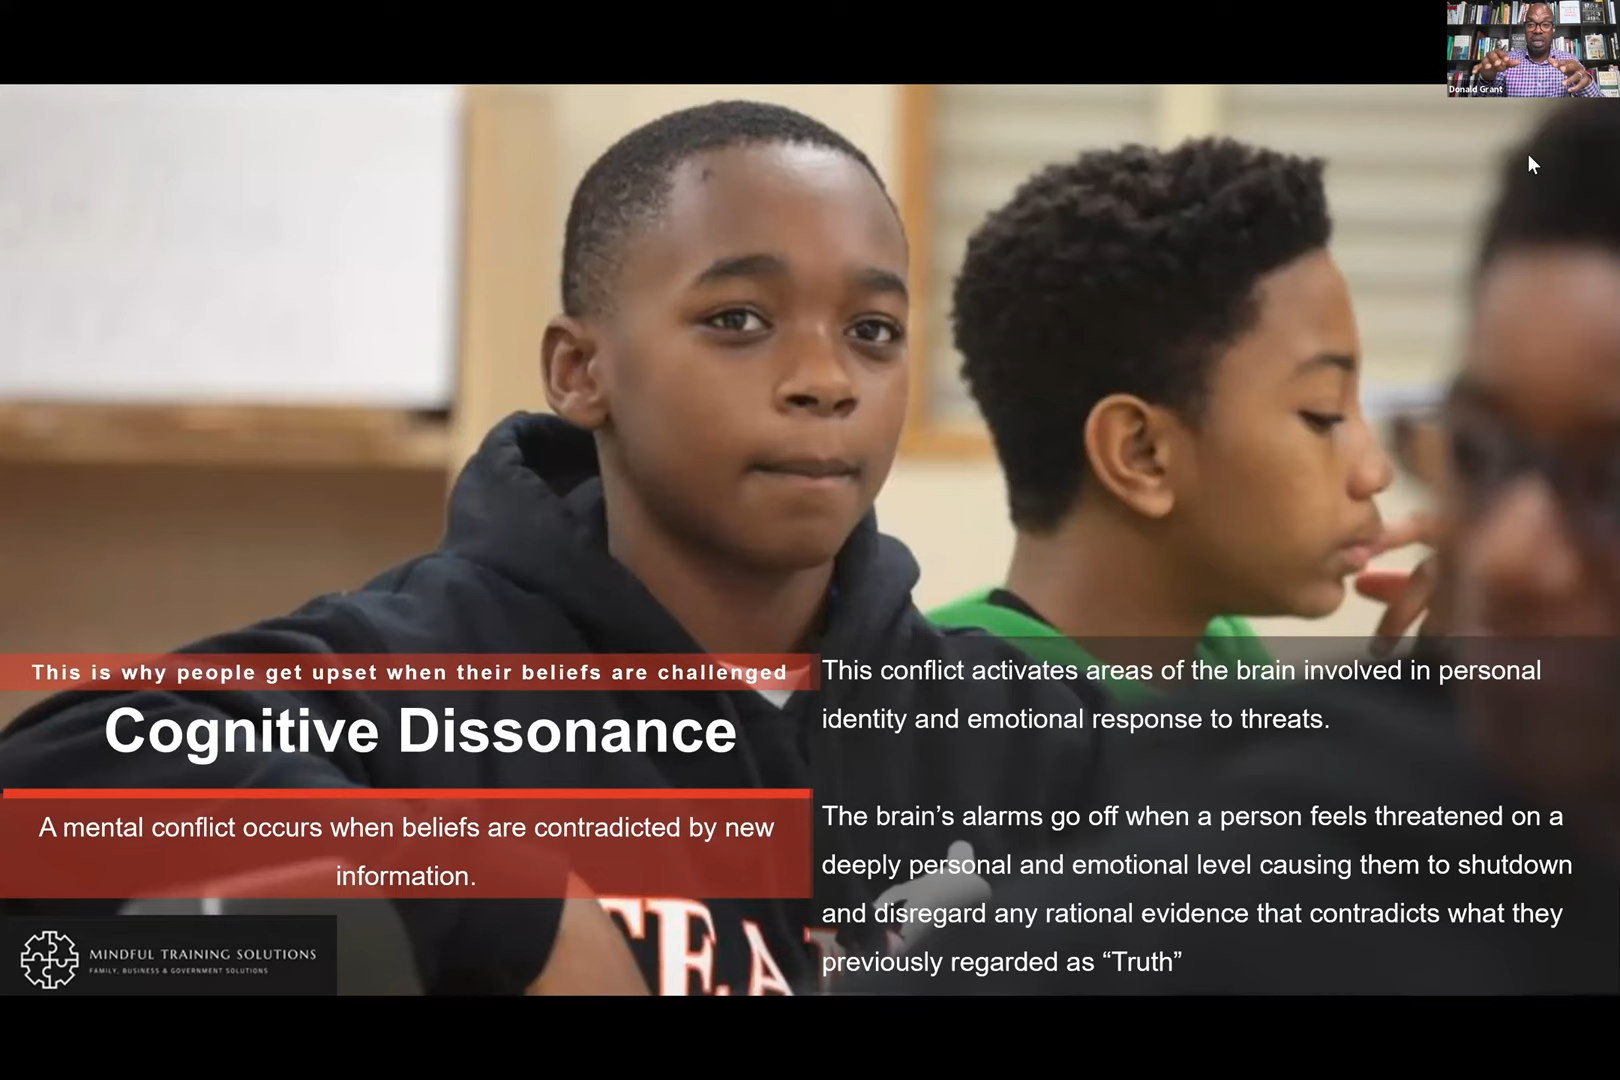 Donald Grant
This is why people get upset when their beliefs are challenged
Cognitive Dissonance
A mental conflict occurs when beliefs are contradicted by new
information.
This conflict activates areas of the brain involved in personal
identity and emotional response to threats.
The brain’s alarms go off when a person feels threatened on a
deeply personal and emotional level causing them to shutdown
and disregard any rational evidence that contradicts what they
previously regarded as “Truth”
MINDFUL TRAINING SOLUTIONS
FAMILY, BUSINESS & GOVERNMENT SOLUTIONS